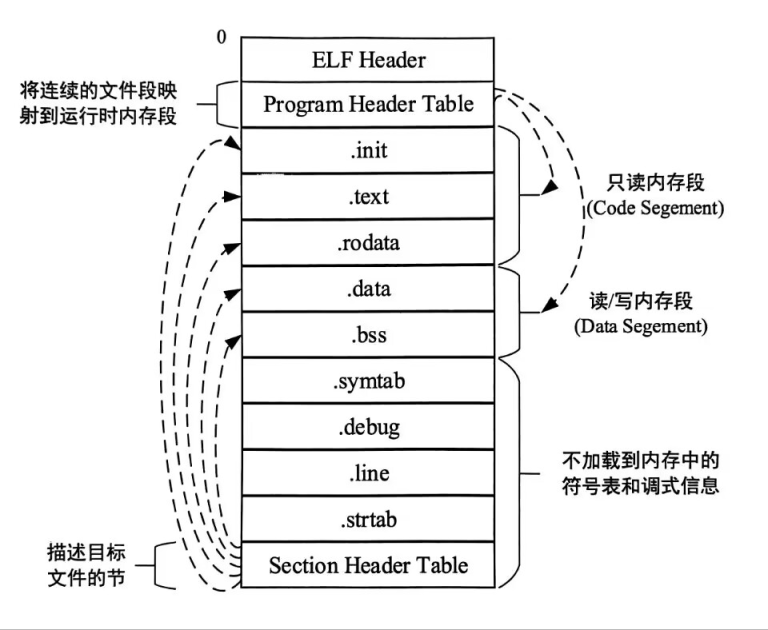 0
ELF Header
将连续的文件段映
射到运行时内存段
Program Header Table
.init
.text
.rodata
只读内存段
(Code Segement)
.data
.bss
读/写内存段
(Data Segement)
.symtab
.debug
.line
.strtab
不加载到内存中的
符号表和调式信息
描述目标
文件的节
Section Header Table